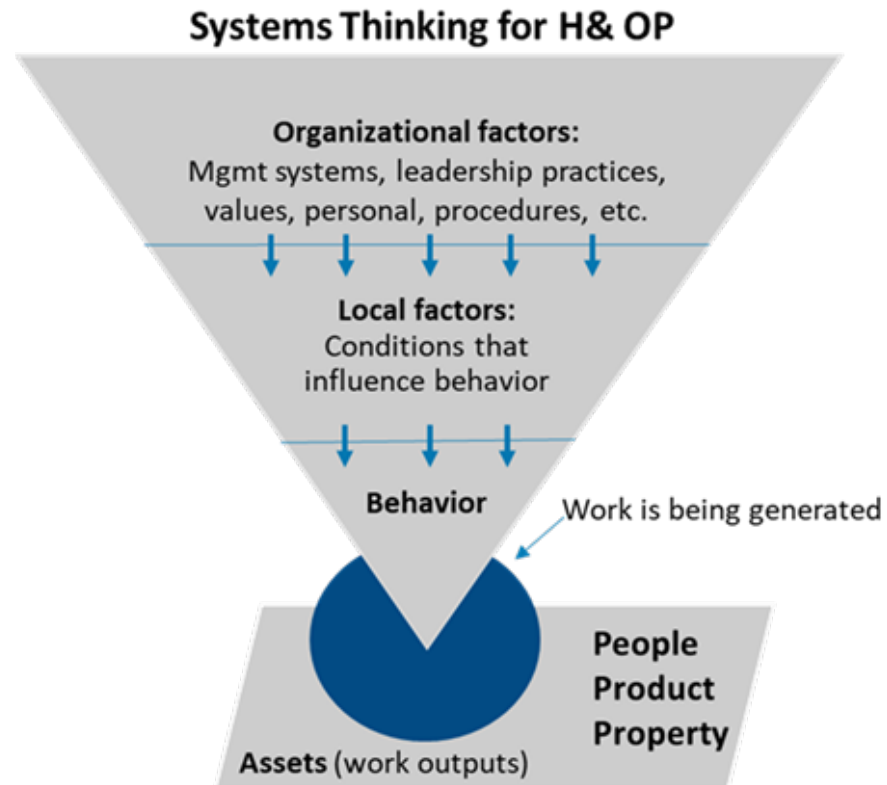 Systems Thinking for H& OP
Organizational factors:
Mgmt systems, leadership practices,
values, personal, procedures, etc.
Local factors:
Conditions that
influence behavior
Behavior
Work is being generated
People
Product
Property
Assets (work outputs)